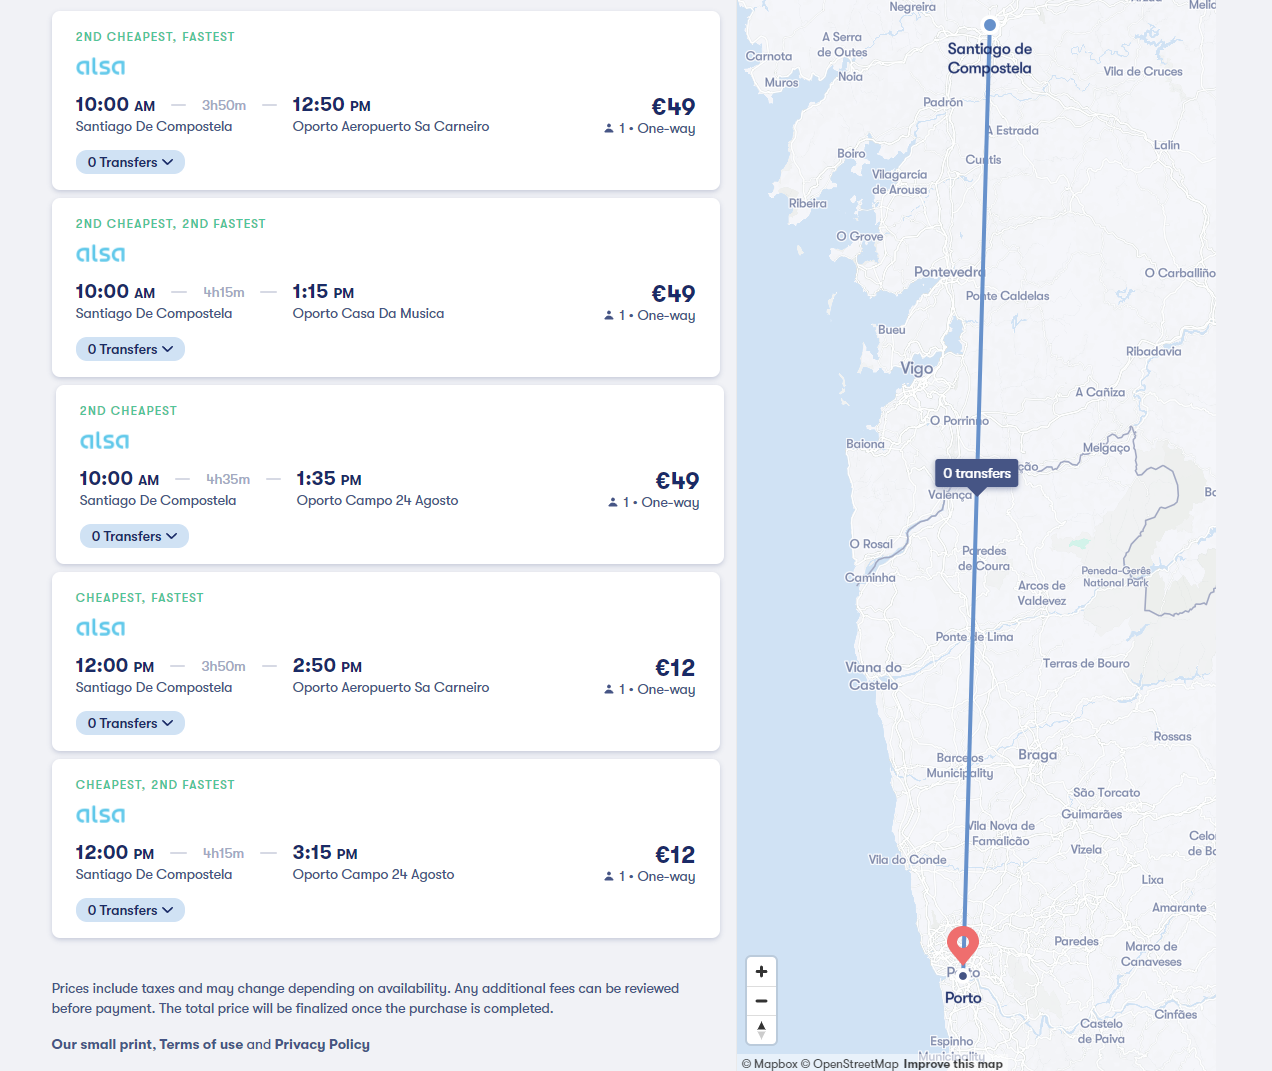 2ND CHEAPEST, FASTEST
alsa
10:00 AM — 3h50m — 12:50 PM €49
Santiago De Compostela Oporto Aeropuerto Sa Carneiro 1 • One-way
0 Transfers
2ND CHEAPEST, 2ND FASTEST
alsa
10:00 AM — 4h15m — 1:15 PM €49
Santiago De Compostela Oporto Casa Da Musica 1 • One-way
0 Transfers
2ND CHEAPEST
alsa
10:00 AM — 4h35m — 1:35 PM €49
Santiago De Compostela Oporto Campo 24 Agosto 1 • One-way
0 Transfers
CHEAPEST, FASTEST
alsa
12:00 PM — 3h50m — 2:50 PM €12
Santiago De Compostela Oporto Aeropuerto Sa Carneiro 1 • One-way
0 Transfers
CHEAPEST, 2ND FASTEST
alsa
12:00 PM — 4h15m — 3:15 PM €12
Santiago De Compostela Oporto Campo 24 Agosto 1 • One-way
0 Transfers
Prices include taxes and may change depending on availability. Any additional fees can be reviewed
before payment. The total price will be finalized once the purchase is completed.
Our small print, Terms of use and Privacy Policy
Negreira
A Serra
de Outes
Santiago de
Compostela
Carnota
Muros
Noia
Vila de Cruces
Padrón
A Estrada
Lalín
Boiro
Cuntis
Vilagarcía
de Arousa
Ribeira
O Grove
Pontevedra
O Carballiño
Ponte Caldelas
Bueu
Ribadavia
Vigo
A Cañiza
O Porriño
Baiona
Melgaço
0 transfers
ção
Valença
O Rosal
Paredes
de Coura
Caminha
Peneda-Gerês
National Park
Arcos de
Valdevez
Ponte de Lima
Viana do
Castelo
Terras de Bouro
Rossas
Barcelos
Municipality
Braga
São Torcato
Guimarães
Vila Nova de
Famalicão
Vizela
Vila do Conde
Lixa
Amarante
Paredes
Marco de
Canaveses
Porto
Porto
Cinfães
Castelo
de Paiva
Espinho
Municipality
© Mapbox © OpenStreetMap Improve this map